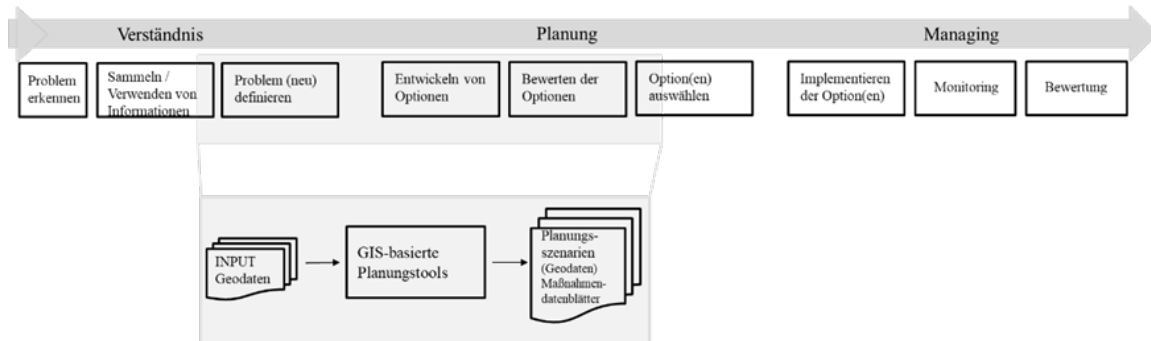 Verständnis
Planung
Managing
Problem
erkennen
Sammeln /
Verwenden von
Informationen
Problem (neu)
definieren
Entwickeln von
Optionen
Bewerten der
Optionen
Option(en)
auswählen
Implementieren
der Option(en)
Monitoring
Bewertung
INPUT
Geodaten
GIS-basierte
Planungstools
Planungs-
szenarien
(Geodaten)
Maßnahmen-
datenblätter